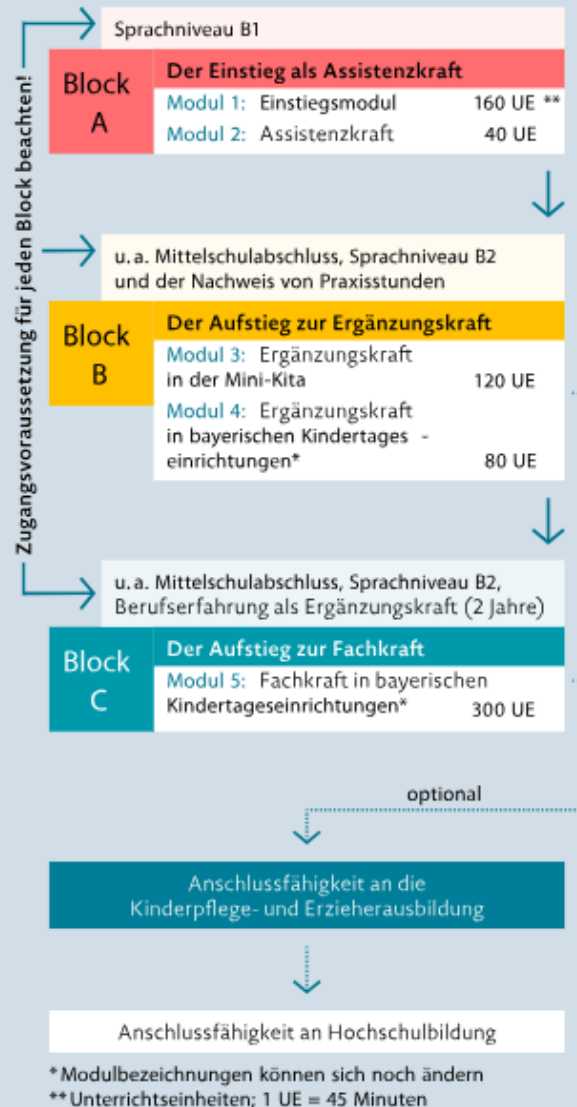 Zugangsvoraussetzung für jeden Block beachten!
Sprachniveau B1
Block
A
Der Einstieg als Assistenzkraft
Modul 1: Einstiegsmodul 160 UE **
Modul 2: Assistenzkraft 40 UE
u. a. Mittelschulabschluss, Sprachniveau B2
und der Nachweis von Praxisstunden
Block
B
Der Aufstieg zur Ergänzungskraft
Modul 3: Ergänzungskraft
in der Mini-Kita 120 UE
Modul 4: Ergänzungskraft
in bayerischen Kindertages -
einrichtungen* 80 UE
u. a. Mittelschulabschluss, Sprachniveau B2,
Berufserfahrung als Ergänzungskraft (2 Jahre)
Block
C
Der Aufstieg zur Fachkraft
Modul 5: Fachkraft in bayerischen
Kindertageseinrichtungen* 300 UE
optional
Anschlussfähigkeit an die
Kinderpflege- und Erzieherausbildung
Anschlussfähigkeit an Hochschulbildung
* Modulbezeichnungen können sich noch ändern
** Unterrichtseinheiten; 1 UE = 45 Minuten